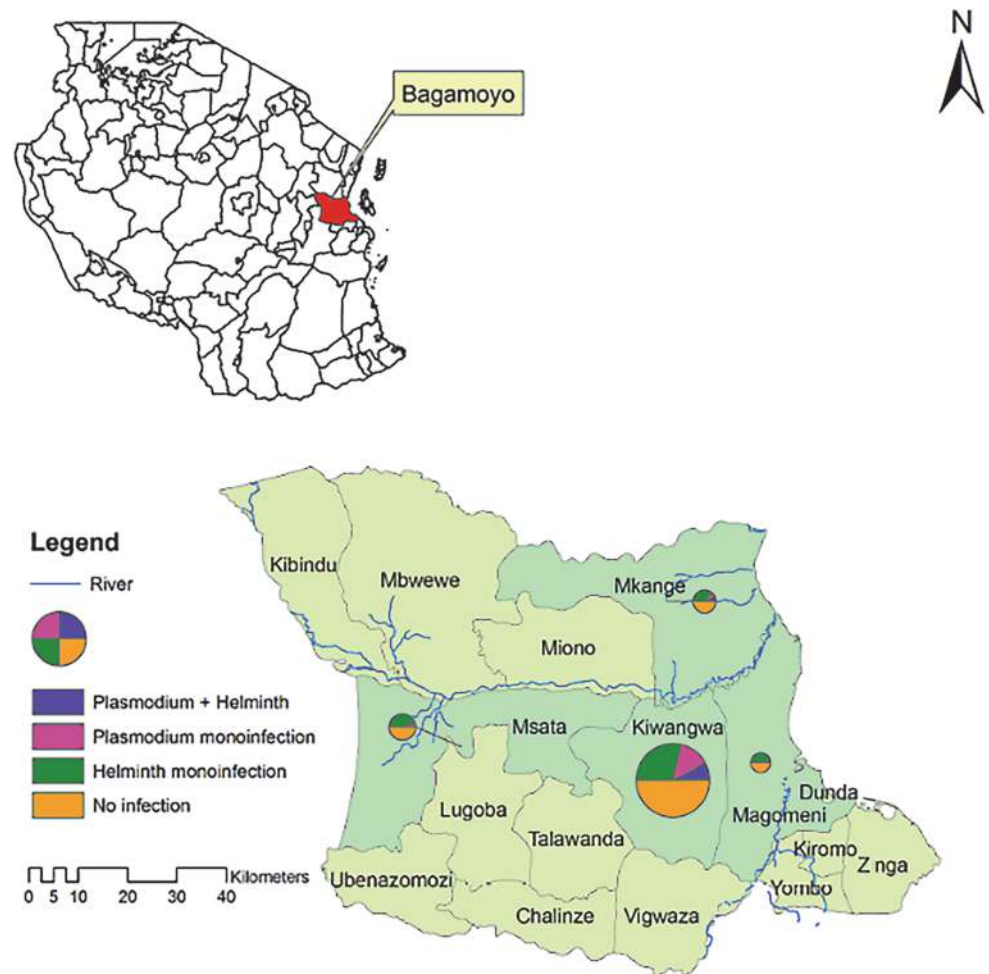 N
Bagamoyo
Legend
River
Plasmodium + Helminth
Plasmodium monoinfection
Helminth monoinfection
No infection
Kilometers
0 5 10 20 30 40
Kibindu
Mbwewe
Mkange
Miono
Msata
Kiwangwa
Dunda
Magomeni
Lugoba
Talawanda
Kiromo
Zinga
Ubenazomozi
Yombo
Chalinze
Vigwaza